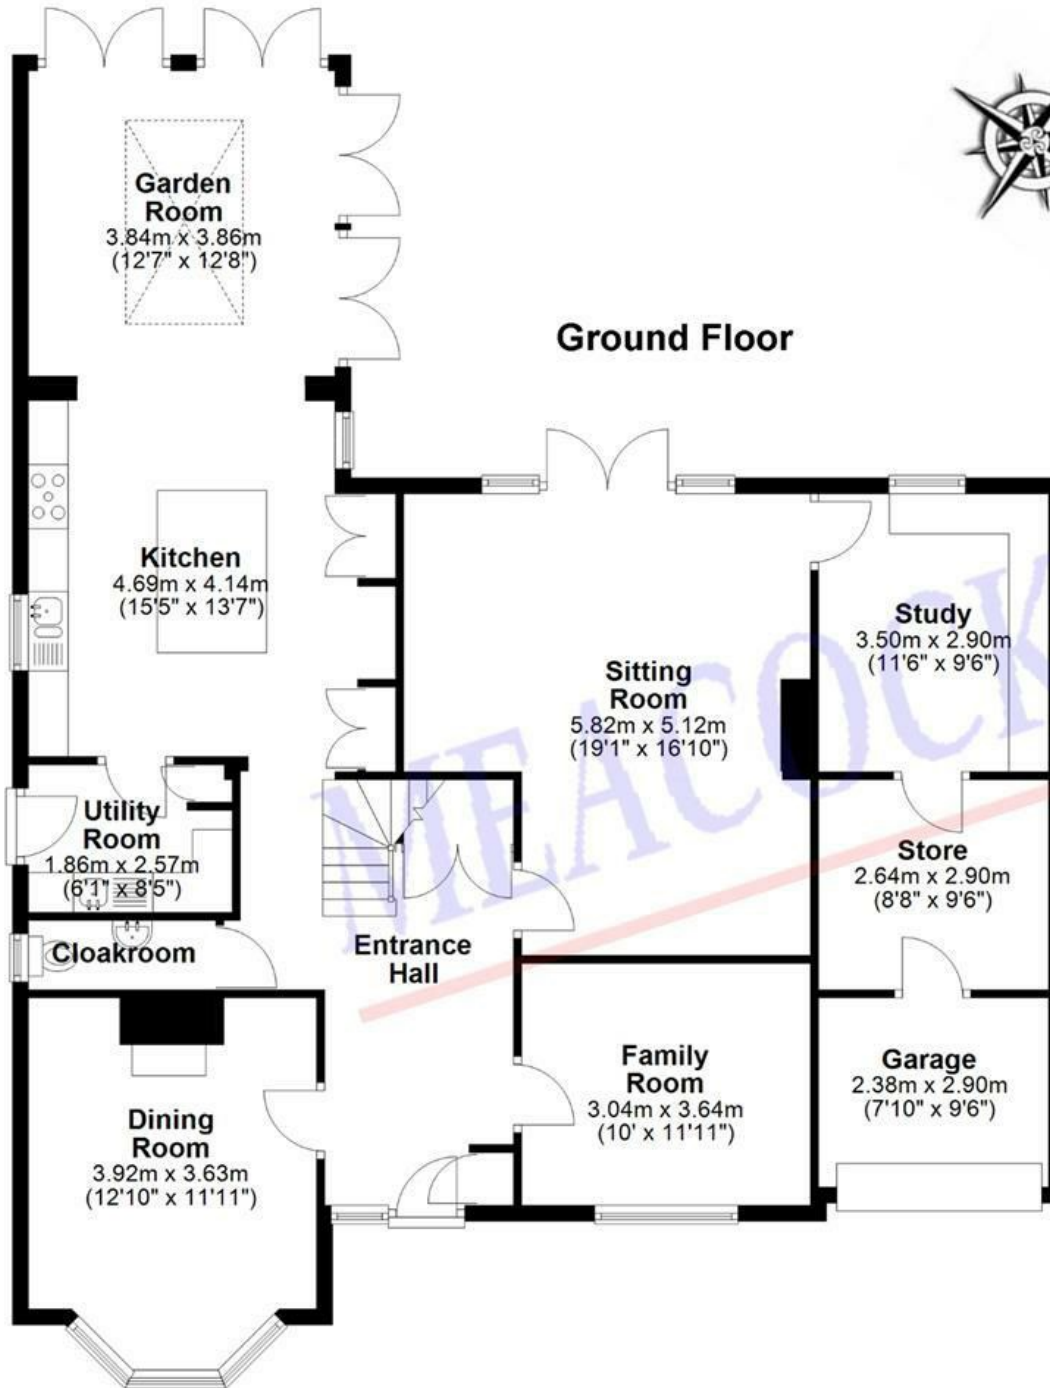 Garden
Room
3.84m x 3.86m
(12'7" x 12'8")
Ground Floor
Kitchen
4.69m x 4.14m
(15'5" x 13'7")
Study
3.50m x 2.90m
(11'6" x 9'6")
Sitting
Room
5.82m x 5.12m
(19'1" x 16'10")
Utility
Room
1.86m x 2.57m
(6'1" x 8'5")
Store
2.64m x 2.90m
(8'8" x 9'6")
Cloakroom
Entrance
Hall
Family
Room
3.04m x 3.64m
(10' x 11'11")
Garage
2.38m x 2.90m
(7'10" x 9'6")
Dining
Room
3.92m x 3.63m
(12'10" x 11'11")
MEACOCK